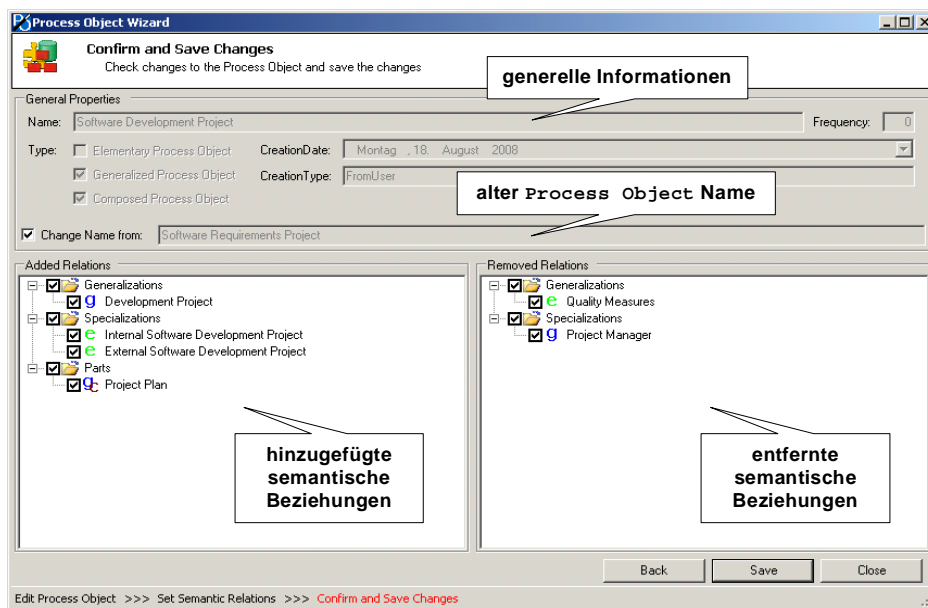 Process Object Wizard
Confirm and Save Changes
Check changes to the Process Object and save the changes
generelle Informationen
General Properties
Name: Software Development Project Frequency: 0
Type: Elementary Process Object CreationDate: Montag , 18. August 2008
Generalized Process Object CreationType: FromUser
Composed Process Object
alter Process Object Name
Change Name from: Software Requirements Project
Added Relations
Generalizations
g Development Project
Specializations
e Internal Software Development Project
e External Software Development Project
Parts
gc Project Plan
hinzugefügte
semantische
Beziehungen
Removed Relations
Generalizations
e Quality Measures
Specializations
g Project Manager
entfernte
semantische
Beziehungen
Back Save Close
Edit Process Object >>> Set Semantic Relations >>> Confirm and Save Changes